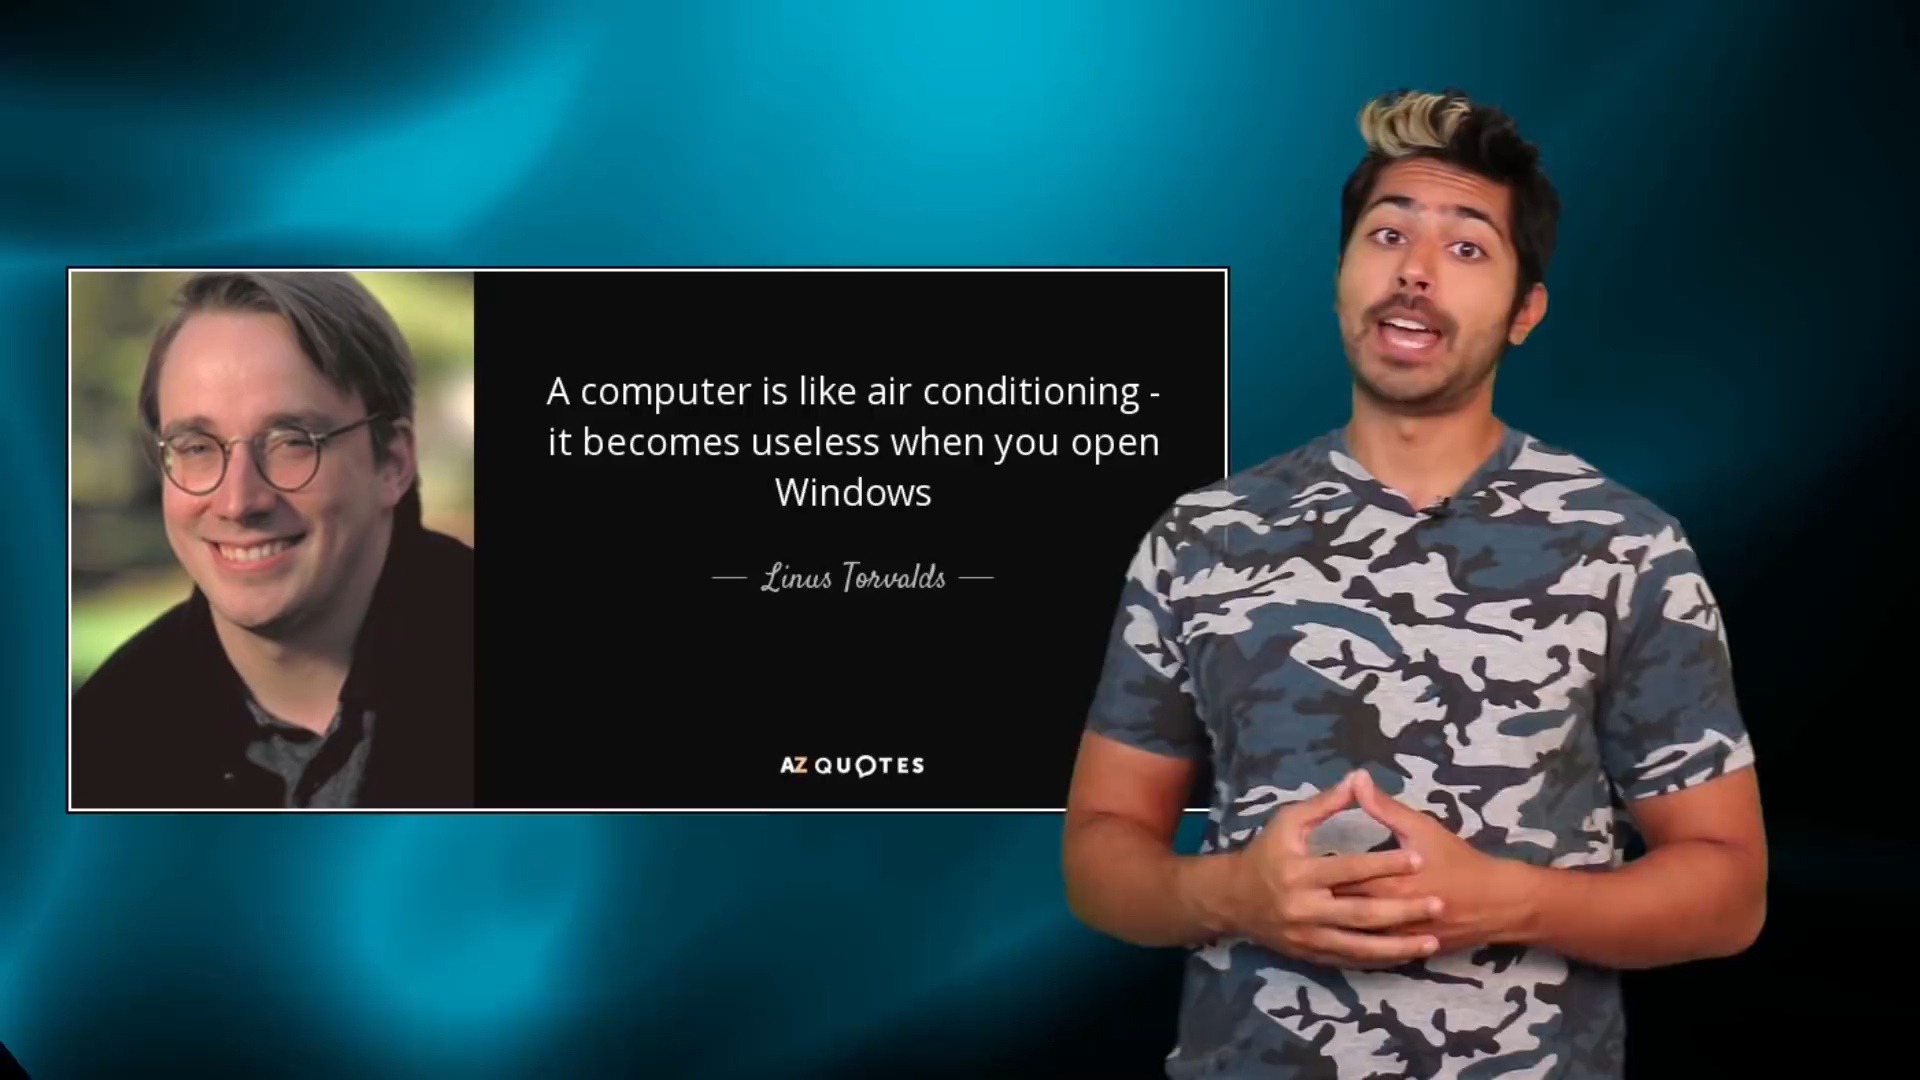 A computer is like air conditioning -
it becomes useless when you open
Windows
— Linus Torvalds —
AZ QUOTES